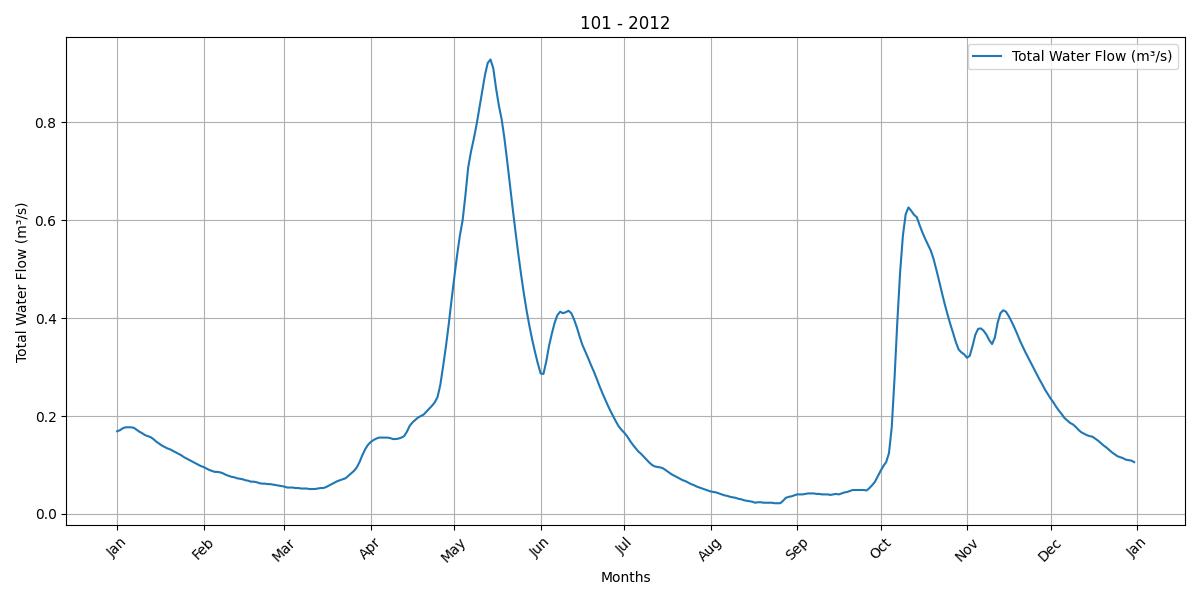 101 - 2012
Total Water Flow (m³/s)
Total Water Flow (m³/s)
0.8
0.6
0.4
0.2
0.0
Jan Feb Mar Apr May Jun Jul Aug Sep Oct Nov Dec Jan
Months